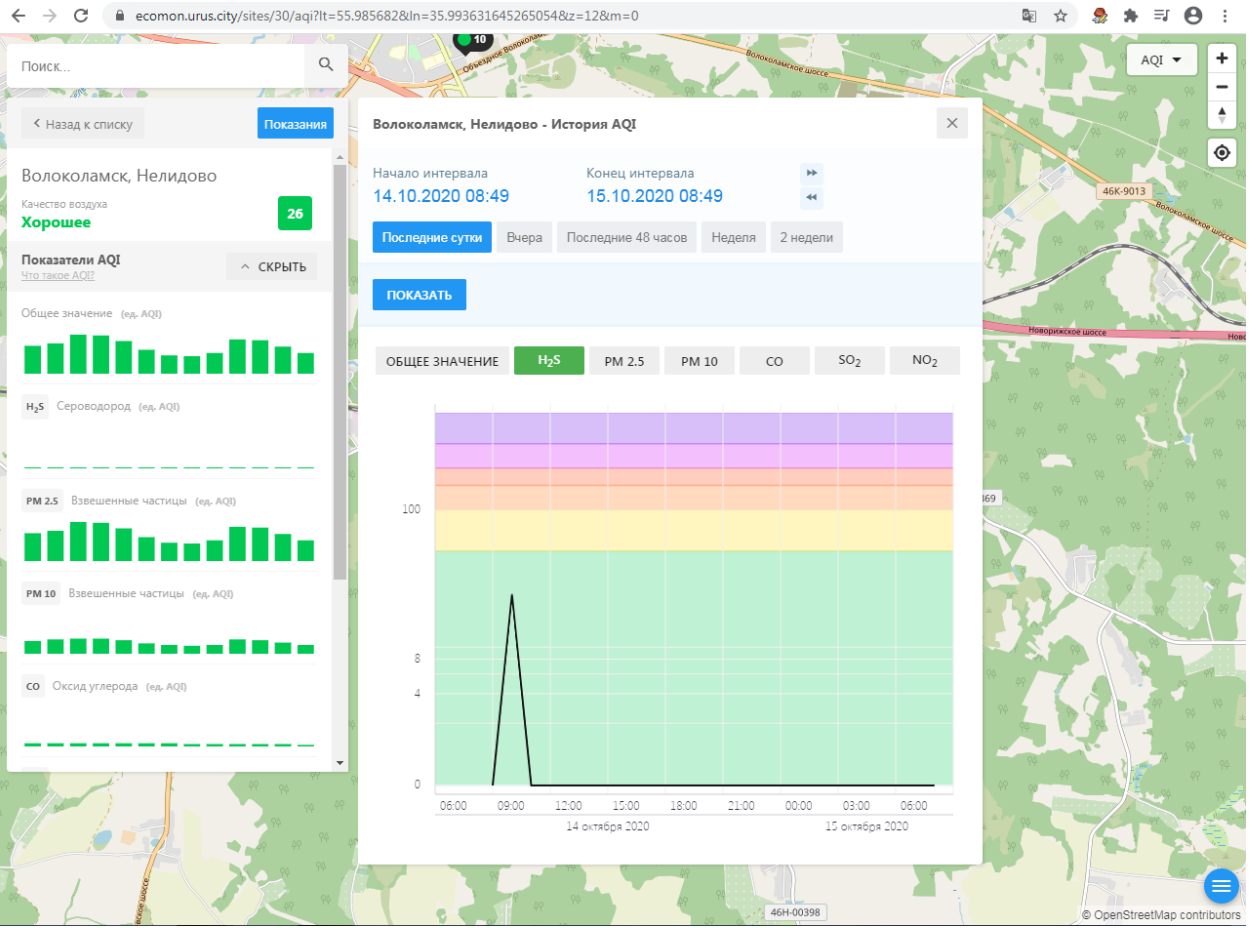 ecomon.urus.city/sites/30/aqi?lt=55.985682&ln=35.993631645265054&z=12&m=0
10
Объездное Волоко
Волоколамское шоссе
Поиск...
AQI
Назад к списку
Показания
Волоколамск, Нелидово - История AQI
Волоколамск, Нелидово
Качество воздуха
Хорошее
26
Начало интервала
Конец интервала
14.10.2020 08:49
15.10.2020 08:49
46К-9013
Волоколамское шоссе
Последние сутки
Вчера
Последние 48 часов
Неделя
2 недели
Показатели AQI
Что такое AQI?
СКРЫТЬ
ПОКАЗАТЬ
Общее значение (ед. AQI)
Новорижское шоссе
Ново
ОБЩЕЕ ЗНАЧЕНИЕ
H₂S
PM 2.5
PM 10
CO
SO₂
NO₂
H₂S Сероводород (ед. AQI)
PM 2.5 Взвешенные частицы (ед. AQI)
100
369
PM 10 Взвешенные частицы (ед. AQI)
8
4
0
CO Оксид углерода (ед. AQI)
06:00 09:00 12:00 15:00 18:00 21:00 00:00 03:00 06:00
14 октября 2020
15 октября 2020
46Н-00398
© OpenStreetMap contributors